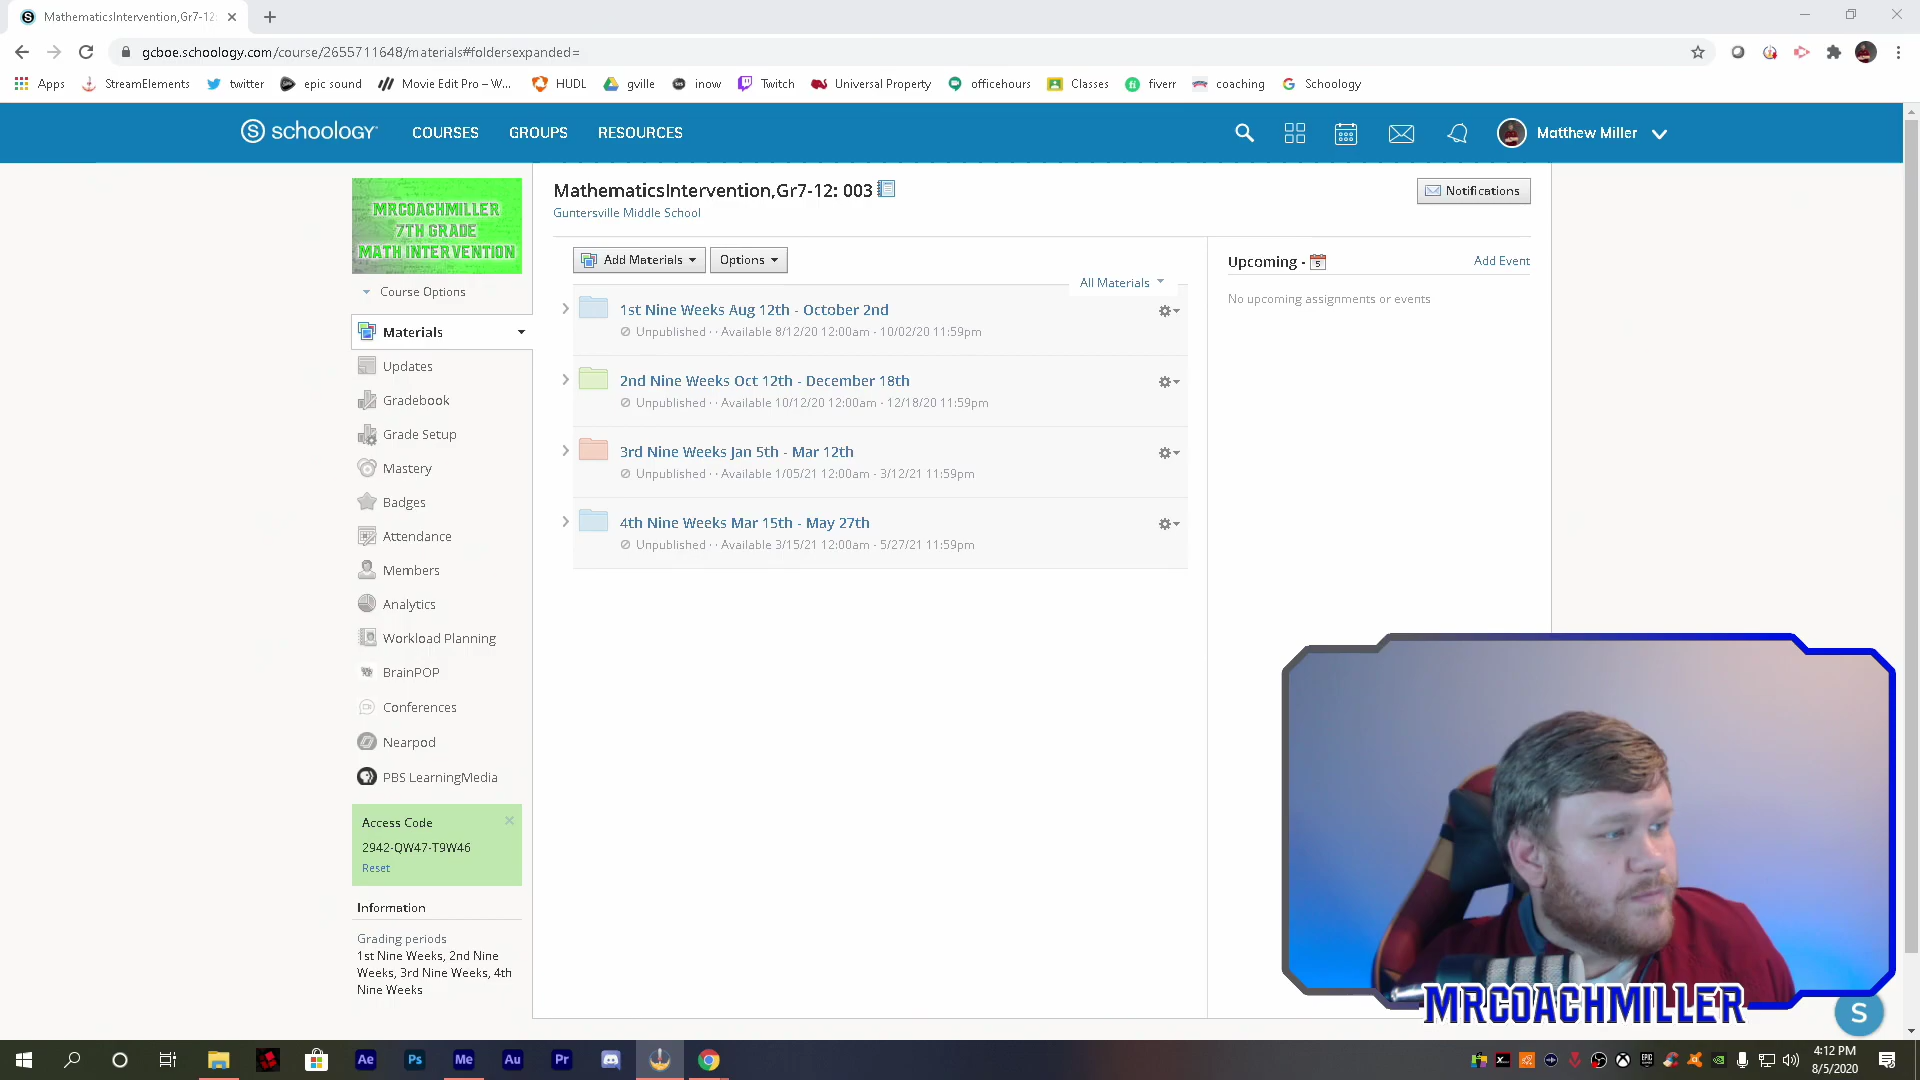 MathematicsIntervention,Gr7-12:
gcboe.schoology.com/course/2655711648/materials#foldersexpanded=
Apps StreamElements twitter epic sound Movie Edit Pro – W... HUDL gville inow Twitch Universal Property officehours Classes fiverr coaching Schoology
schoology COURSES GROUPS RESOURCES Matthew Miller
MRCOACHMILLER
7TH GRADE
MATH INTERVENTION
Course Options
Materials
Updates
Gradebook
Grade Setup
Mastery
Badges
Attendance
Members
Analytics
Workload Planning
BrainPOP
Conferences
Nearpod
PBS LearningMedia
Access Code
2942-QW47-T9W46
Reset
Information
Grading periods
1st Nine Weeks, 2nd Nine
Weeks, 3rd Nine Weeks, 4th
Nine Weeks
MathematicsIntervention,Gr7-12: 003
Guntersville Middle School
Notifications
Add Materials Options
All Materials
1st Nine Weeks Aug 12th - October 2nd
Unpublished · · Available 8/12/20 12:00am - 10/02/20 11:59pm
2nd Nine Weeks Oct 12th - December 18th
Unpublished · · Available 10/12/20 12:00am - 12/18/20 11:59pm
3rd Nine Weeks Jan 5th - Mar 12th
Unpublished · · Available 1/05/21 12:00am - 3/12/21 11:59pm
4th Nine Weeks Mar 15th - May 27th
Unpublished · · Available 3/15/21 12:00am - 5/27/21 11:59pm
Upcoming · 5 Add Event
No upcoming assignments or events
MRCOACHMILLER
S
Ae Ps Me Au Pr
4:12 PM
8/5/2020